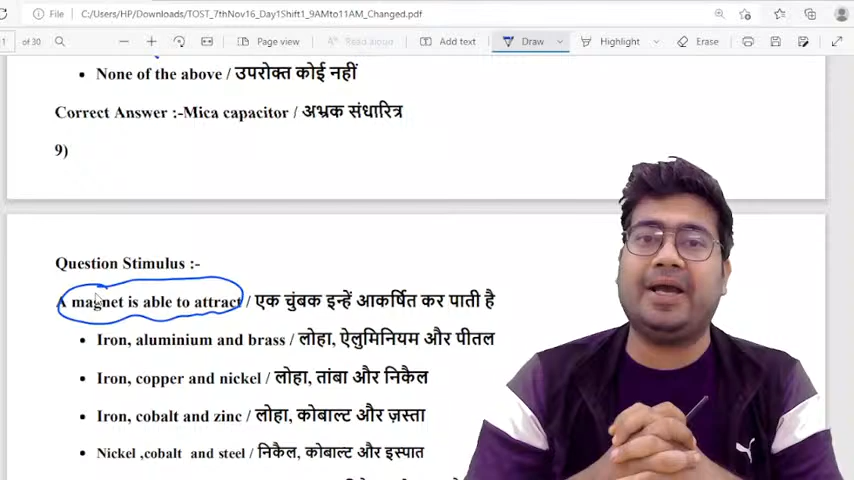 C:/Users/HP/Downloads/TOST_7thNov16_Day1Shift1_9AMto11AM_Changed.pdf
1 of 30 Page view Read aloud Add text Draw Highlight Erase
• None of the above / उपरोक्त कोई नहीं
Correct Answer :-Mica capacitor / अभ्रक संधारित्र
9)
Question Stimulus :-
A magnet is able to attract / एक चुंबक इन्हें आकर्षित कर पाती है
• Iron, aluminium and brass / लोहा, ऐलुमिनियम और पीतल
• Iron, copper and nickel / लोहा, तांबा और निकैल
• Iron, cobalt and zinc / लोहा, कोबाल्ट और ज़स्ता
• Nickel ,cobalt and steel / निकैल, कोबाल्ट और इस्पात